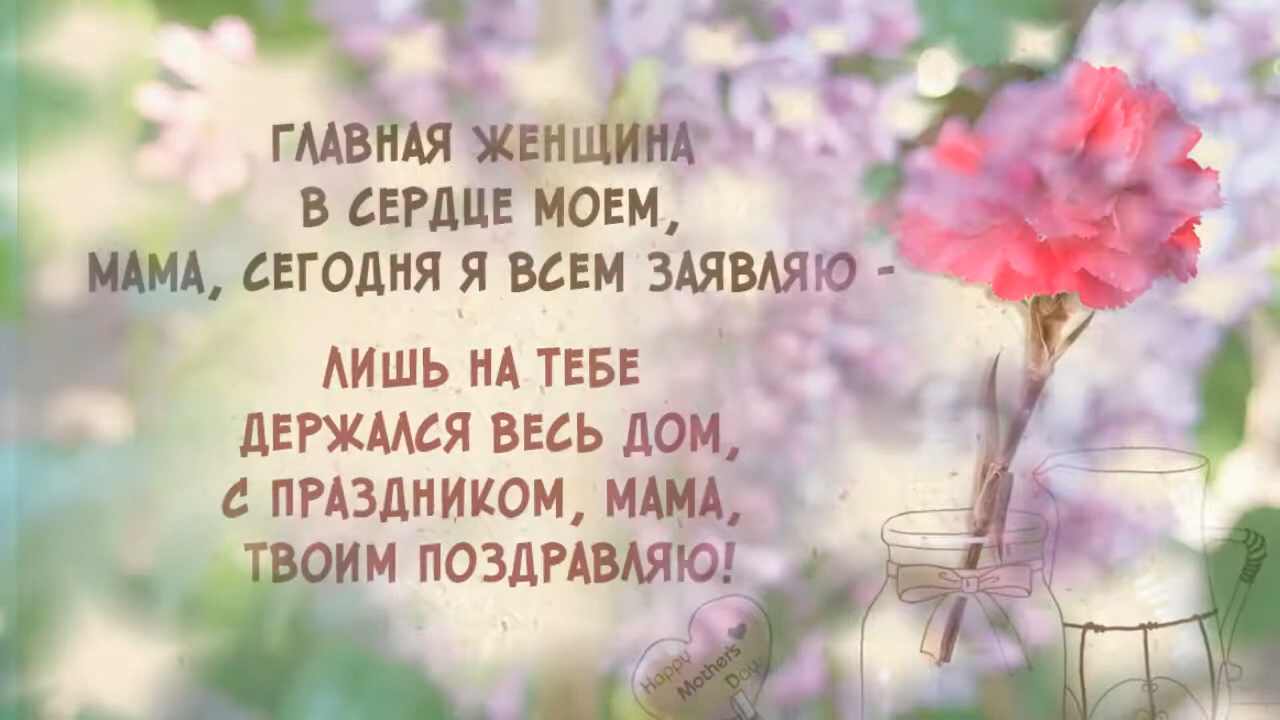 ГЛАВНАЯ ЖЕНЩИНА
В СЕРДЦЕ МОЕМ,
МАМА, СЕГОДНЯ Я ВСЕМ ЗАЯВЛЯЮ -
ЛИШЬ НА ТЕБЕ
ДЕРЖАЛСЯ ВЕСЬ ДОМ,
С ПРАЗДНИКОМ, МАМА,
ТВОИМ ПОЗДРАВЛЯЮ!
Happy
Mother's
Day